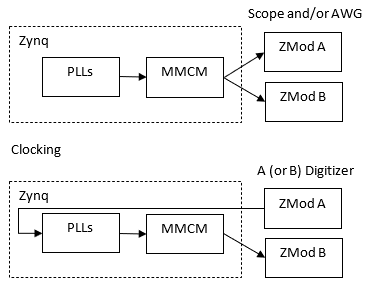 Scope and/or AWG
Zynq
PLLs
MMCM
ZMod A
ZMod B
Clocking
A (or B) Digitizer
Zynq
PLLs
MMCM
ZMod A
ZMod B